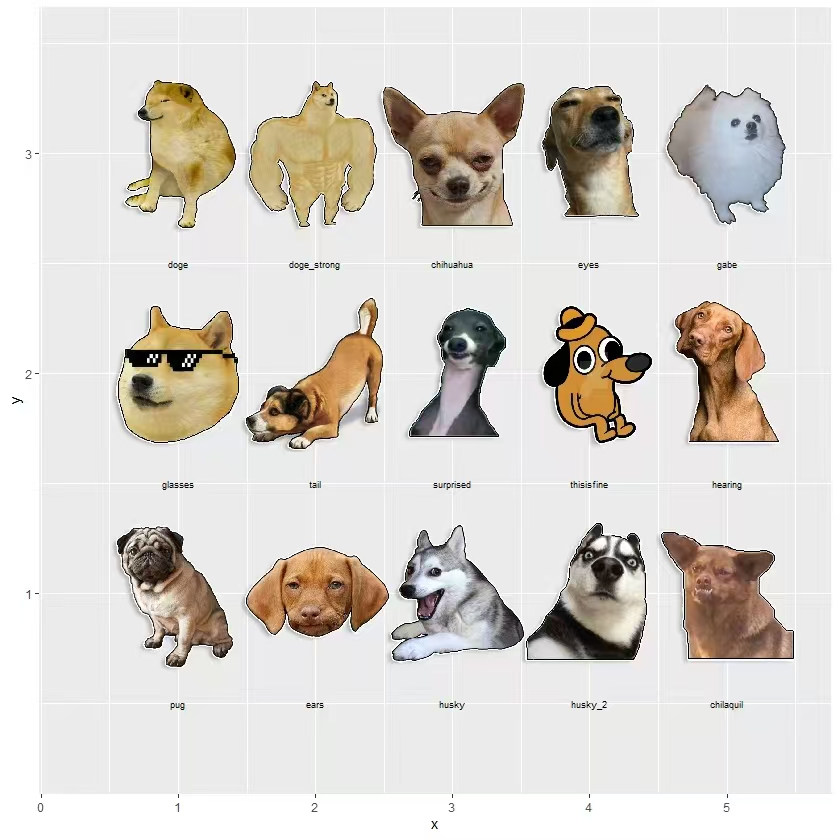 3
doge doge_strong chihuahua eyes gabe
2
y
glasses tail surprised thisisfine hearing
1
pug ears husky husky_2 chilaquil
0 1 2 3 4 5
x